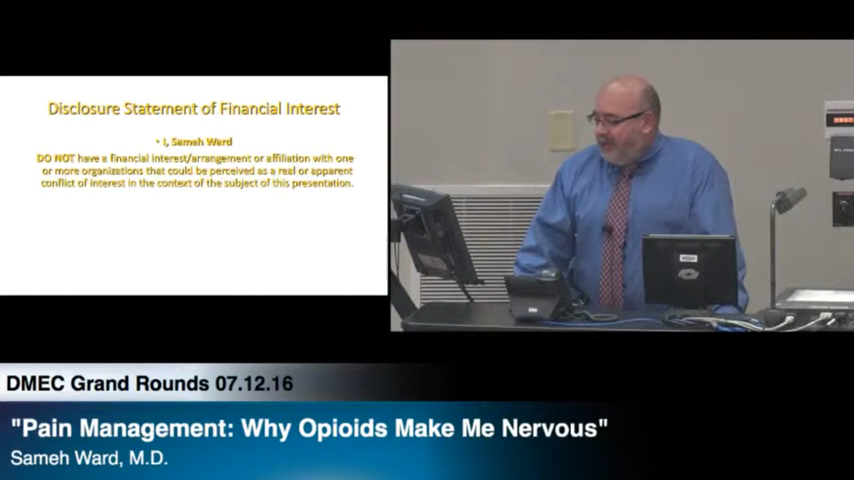 Disclosure Statement of Financial Interest
• I, Sameh Ward
DO NOT have a financial interest/arrangement or affiliation with one
or more organizations that could be perceived as a real or apparent
conflict of interest in the context of the subject of this presentation.
DMEC Grand Rounds 07.12.16
"Pain Management: Why Opioids Make Me Nervous"
Sameh Ward, M.D.